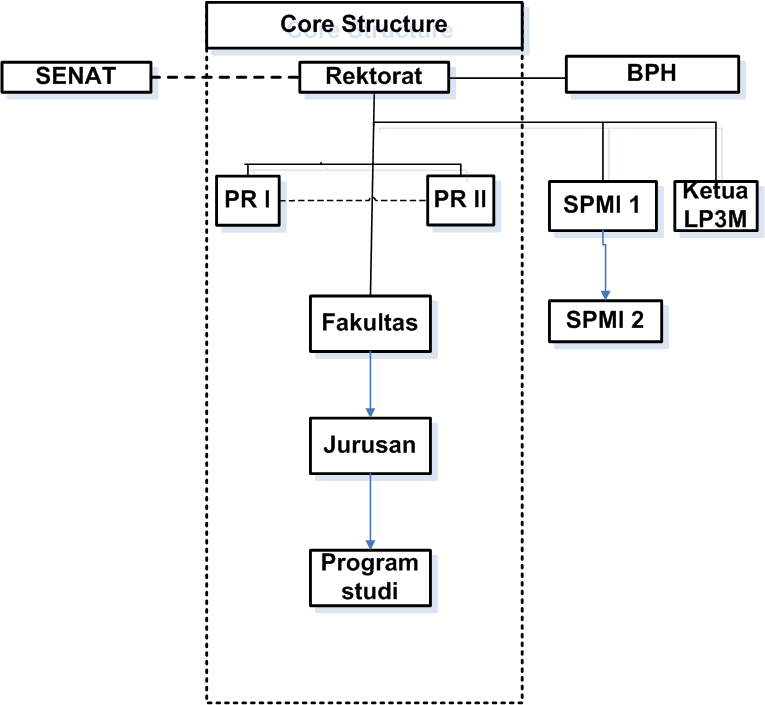 Core Structure
SENAT
Rektorat
BPH
PR I
PR II
SPMI 1
Ketua
LP3M
Fakultas
SPMI 2
Jurusan
Program
studi